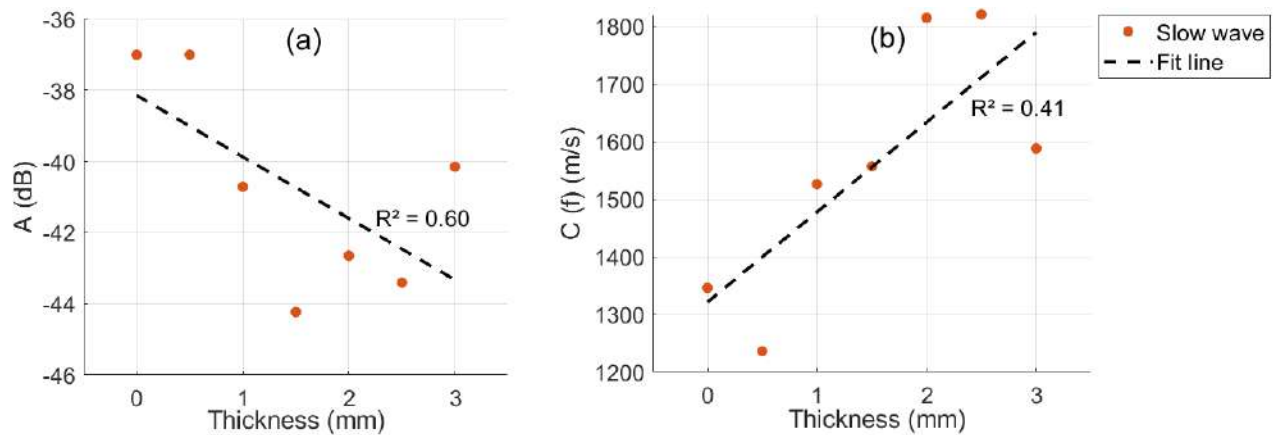 (a)
A (dB)
-36
-38
-40
-42
-44
-46
R² = 0.60
0 1 2 3
Thickness (mm)
(b)
C (f) (m/s)
1800
1700
1600
1500
1400
1300
1200
R² = 0.41
0 1 2 3
Thickness (mm)
Slow wave
Fit line